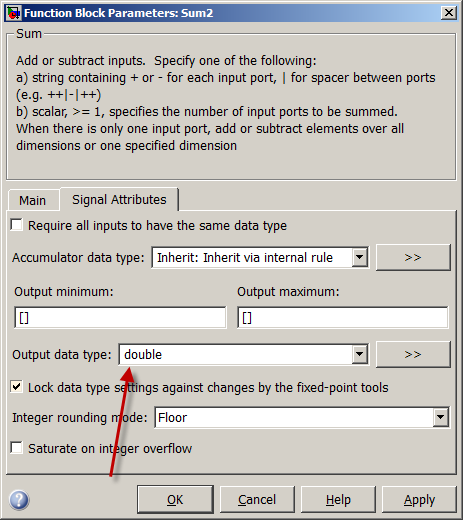 Function Block Parameters: Sum2
Sum
Add or subtract inputs.  Specify one of the following:
a) string containing + or - for each input port, | for spacer between ports
(e.g. ++|-|++)
b) scalar, >= 1, specifies the number of input ports to be summed.
When there is only one input port, add or subtract elements over all
dimensions or one specified dimension
Main Signal Attributes
Require all inputs to have the same data type
Accumulator data type: Inherit: Inherit via internal rule >>
Output minimum: Output maximum:
[] []
Output data type: double >>
Lock data type settings against changes by the fixed-point tools
Integer rounding mode: Floor
Saturate on integer overflow
? OK Cancel Help Apply